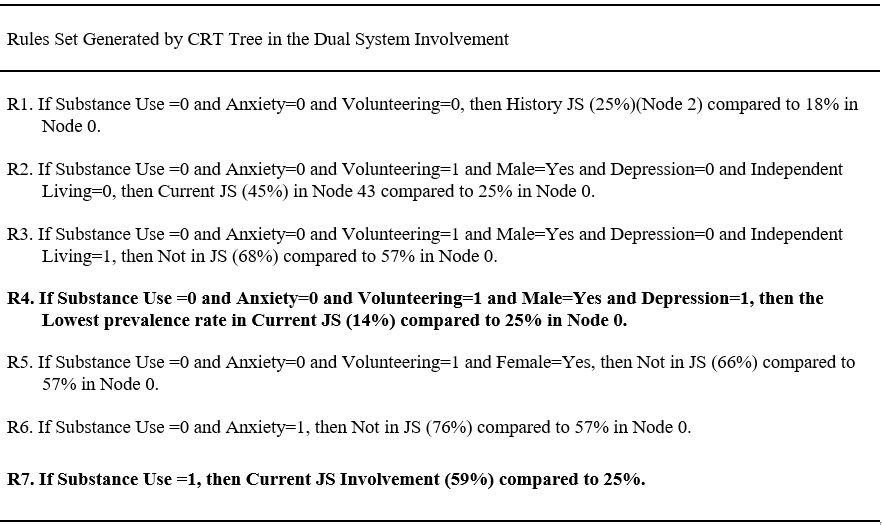 Rules Set Generated by CRT Tree in the Dual System Involvement
R1. If Substance Use =0 and Anxiety=0 and Volunteering=0, then History JS (25%)(Node 2) compared to 18% in
Node 0.
R2. If Substance Use =0 and Anxiety=0 and Volunteering=1 and Male=Yes and Depression=0 and Independent
Living=0, then Current JS (45%) in Node 43 compared to 25% in Node 0.
R3. If Substance Use =0 and Anxiety=0 and Volunteering=1 and Male=Yes and Depression=0 and Independent
Living=1, then Not in JS (68%) compared to 57% in Node 0.
R4. If Substance Use =0 and Anxiety=0 and Volunteering=1 and Male=Yes and Depression=1, then the
Lowest prevalence rate in Current JS (14%) compared to 25% in Node 0.
R5. If Substance Use =0 and Anxiety=0 and Volunteering=1 and Female=Yes, then Not in JS (66%) compared to
57% in Node 0.
R6. If Substance Use =0 and Anxiety=1, then Not in JS (76%) compared to 57% in Node 0.
R7. If Substance Use =1, then Current JS Involvement (59%) compared to 25%.